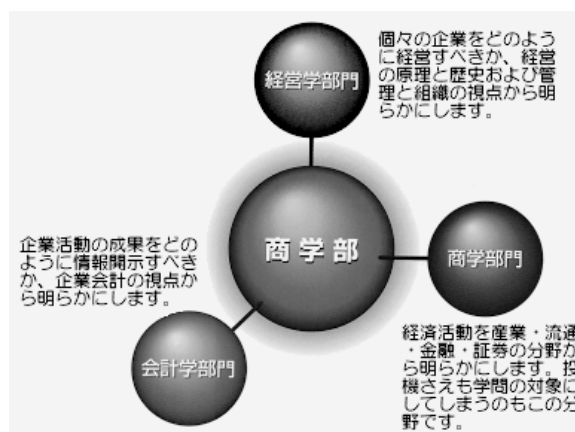 経営学部門
個々の企業をどのよう
に経営すべきか、経営
の原理と歴史および管
理と組織の視点から明
らかにします。
商学部
商学部門
経済活動を産業・流通
・金融・証券の分野か
ら明らかにします。投
機さえも学問の対象に
してしまうのもこの分
野です。
企業活動の成果をどの
ように情報開示すべき
か、企業会計の視点か
ら明らかにします。
会計学部門